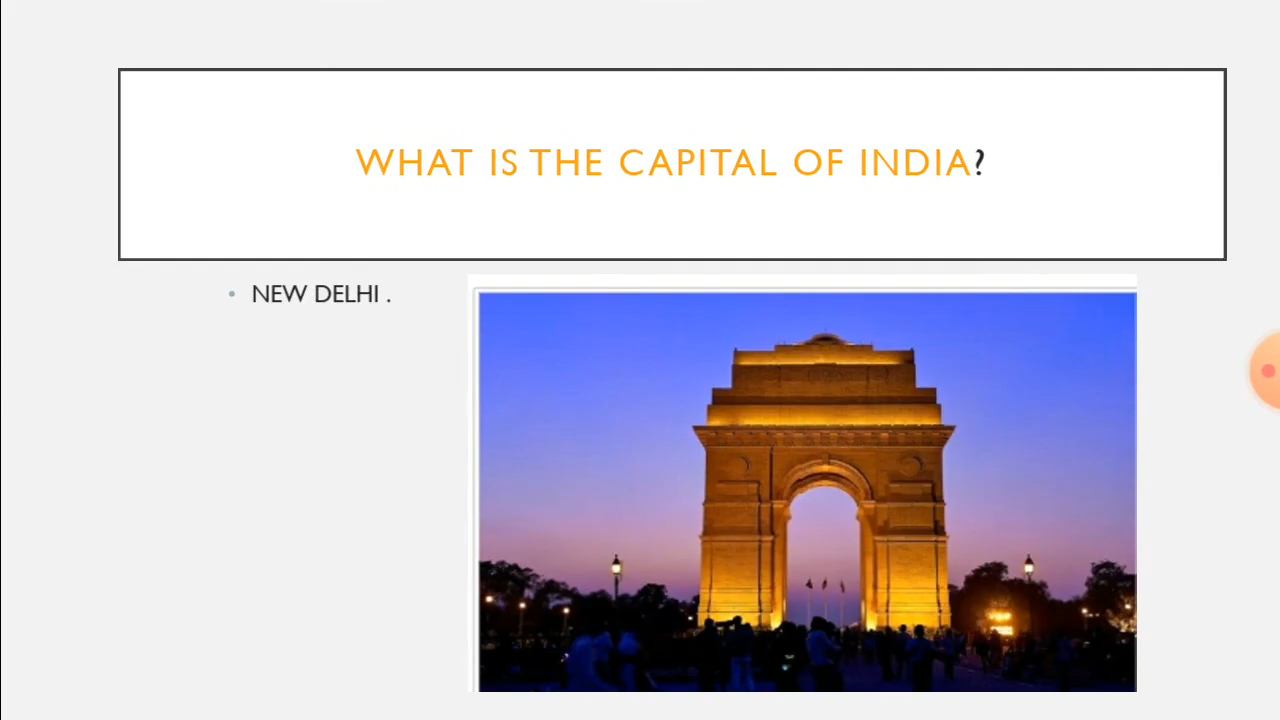 WHAT IS THE CAPITAL OF INDIA?
• NEW DELHI .